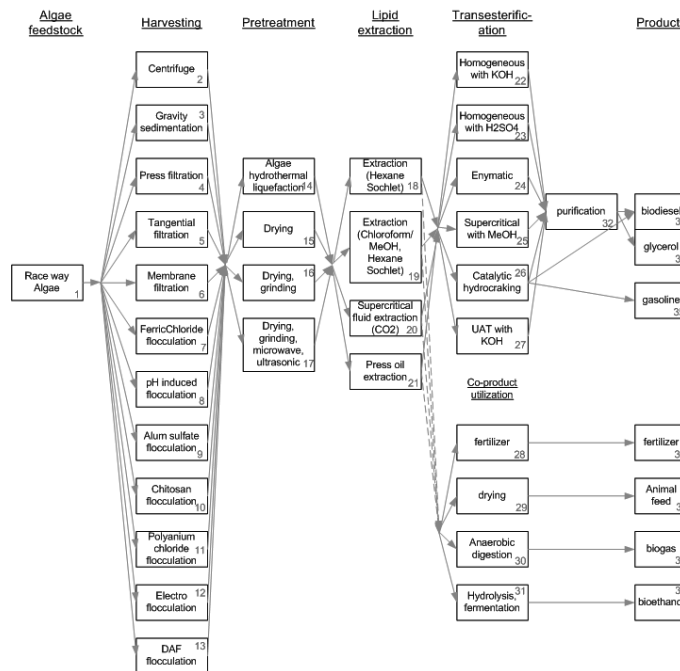 Algae
feedstock
Harvesting
Pretreatment
Lipid
extraction
Transesterific-
ation
Product
Race way
Algae
1
Centrifuge
2
Gravity
sedimentation
3
Press filtration
4
Tangential
filtration
5
Membrane
filtration
6
FerricChloride
flocculation
7
pH induced
flocculation
8
Alum sulfate
flocculation
9
Chitosan
flocculation
10
Polyanium
chloride
flocculation
11
Electro
flocculation
12
DAF
flocculation
13
Algae
hydrothermal
liquefaction
14
Drying
15
Drying,
grinding
16
Drying,
grinding,
microwave,
ultrasonic
17
Extraction
(Hexane
Sochlet)
18
Extraction
(Chloroform/
MeOH,
Hexane
Sochlet)
19
Supercritical
fluid extraction
(CO2)
20
Press oil
extraction
21
Homogeneous
with KOH
22
Homogeneous
with H2SO4
23
Enymatic
24
Supercritical
with MeOH
25
Catalytic
hydrocraking
26
UAT with
KOH
27
purification
32
biodiesel
glycerol
gasoline
Co-product
utilization
fertilizer
28
drying
29
Anaerobic
digestion
30
Hydrolysis,
fermentation
31
fertilizer
Animal
feed
biogas
bioethano